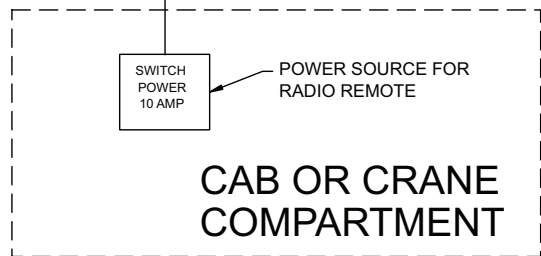 SWITCH
POWER
10 AMP
POWER SOURCE FOR
RADIO REMOTE
CAB OR CRANE
COMPARTMENT